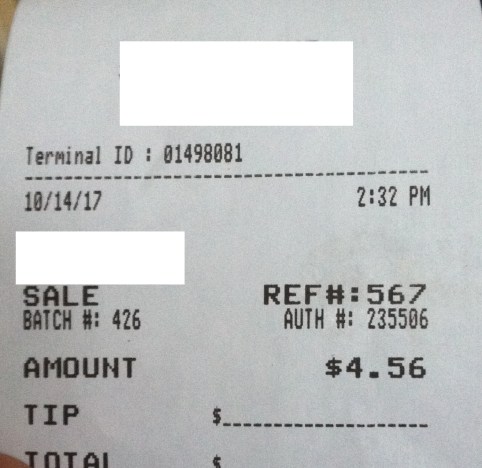 Terminal ID : 01498081
--------------------------------------------
10/14/17 2:32 PM
SALE REF#:567
BATCH #: 426 AUTH #: 235506
AMOUNT $4.56
TIP $____________________
TOTAL $